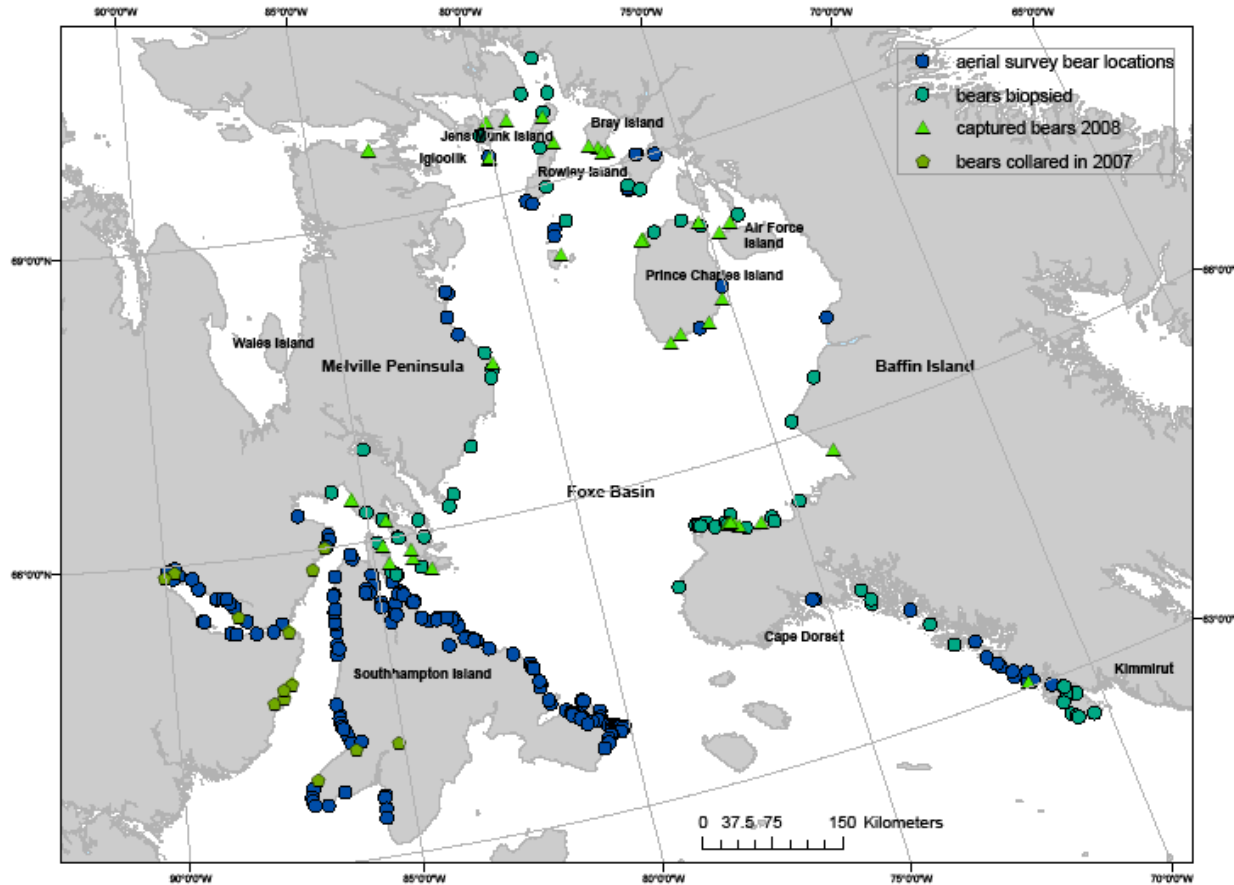 90°0'0"W 85°0'0"W 80°0'0"W 75°0'0"W 70°0'0"W 65°0'0"W
aerial survey bear locations
bears biopsied
captured bears 2008
bears collared in 2007
Bray Island
Jens Munk Island
Igloolik
Rowley Island
Air Force
Island
Prince Charles Island
69°0'0"N
66°0'0"N
Wales Island
Melville Peninsula
Baffin Island
Foxe Basin
66°0'0"N
63°0'0"N
Cape Dorset
Kimmirut
Southhampton Island
0 37.5 75 150 Kilometers
90°0'0"W 85°0'0"W 80°0'0"W 75°0'0"W 70°0'0"W